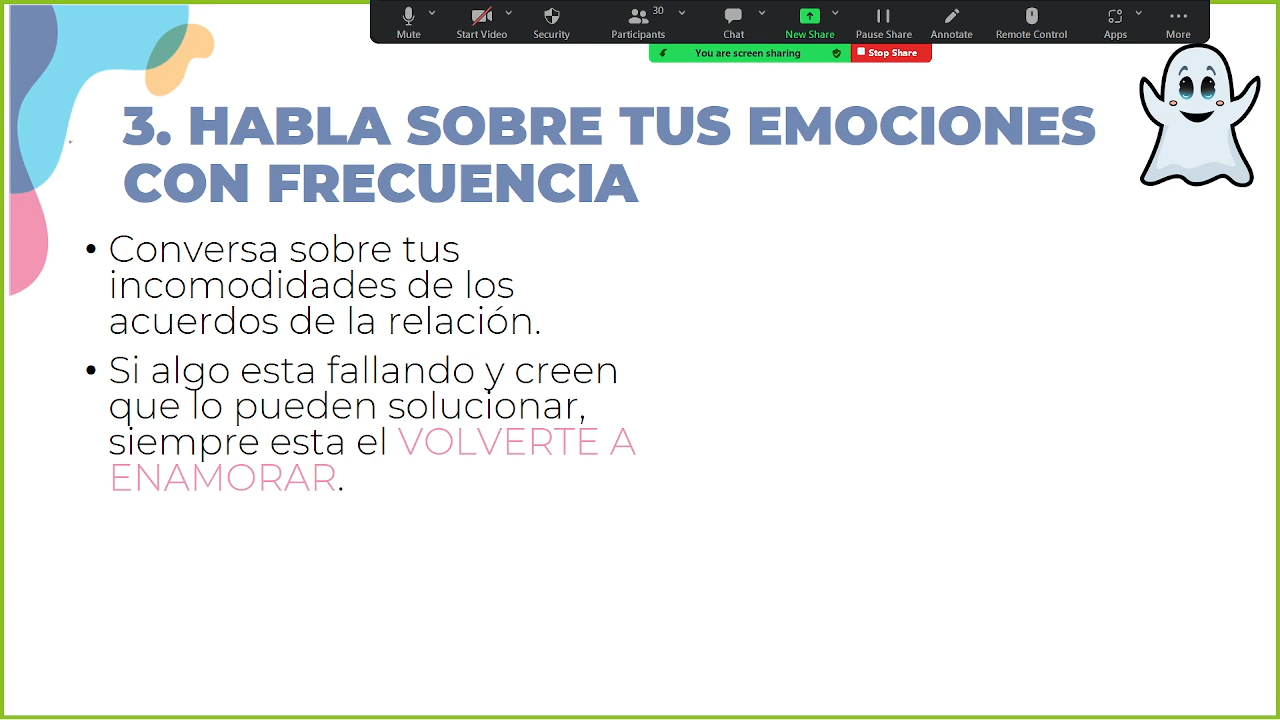 30
Mute
Start Video
Security
Participants
Chat
New Share
Pause Share
Annotate
Remote Control
Apps
More
You are screen sharing
Stop Share
3. HABLA SOBRE TUS EMOCIONES
CON FRECUENCIA
• Conversa sobre tus
incomodidades de los
acuerdos de la relación.
• Si algo esta fallando y creen
que lo pueden solucionar,
siempre esta el VOLVERTE A
ENAMORAR.